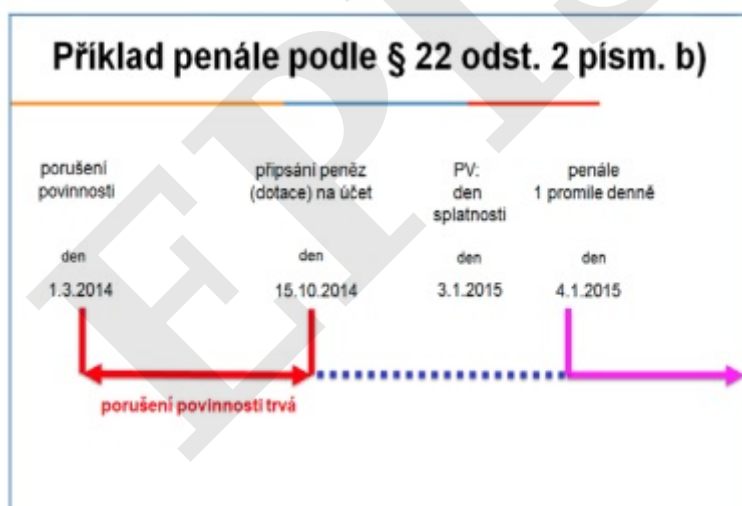 Příklad penále podle § 22 odst. 2 písm. b)
porušení
povinnosti
připsání peněz
(dotace) na účet
PV:
den
splatnosti
penále
1 promile denně
den
den
den
den
1.3.2014
15.10.2014
3.1.2015
4.1.2015
porušení povinnosti trvá